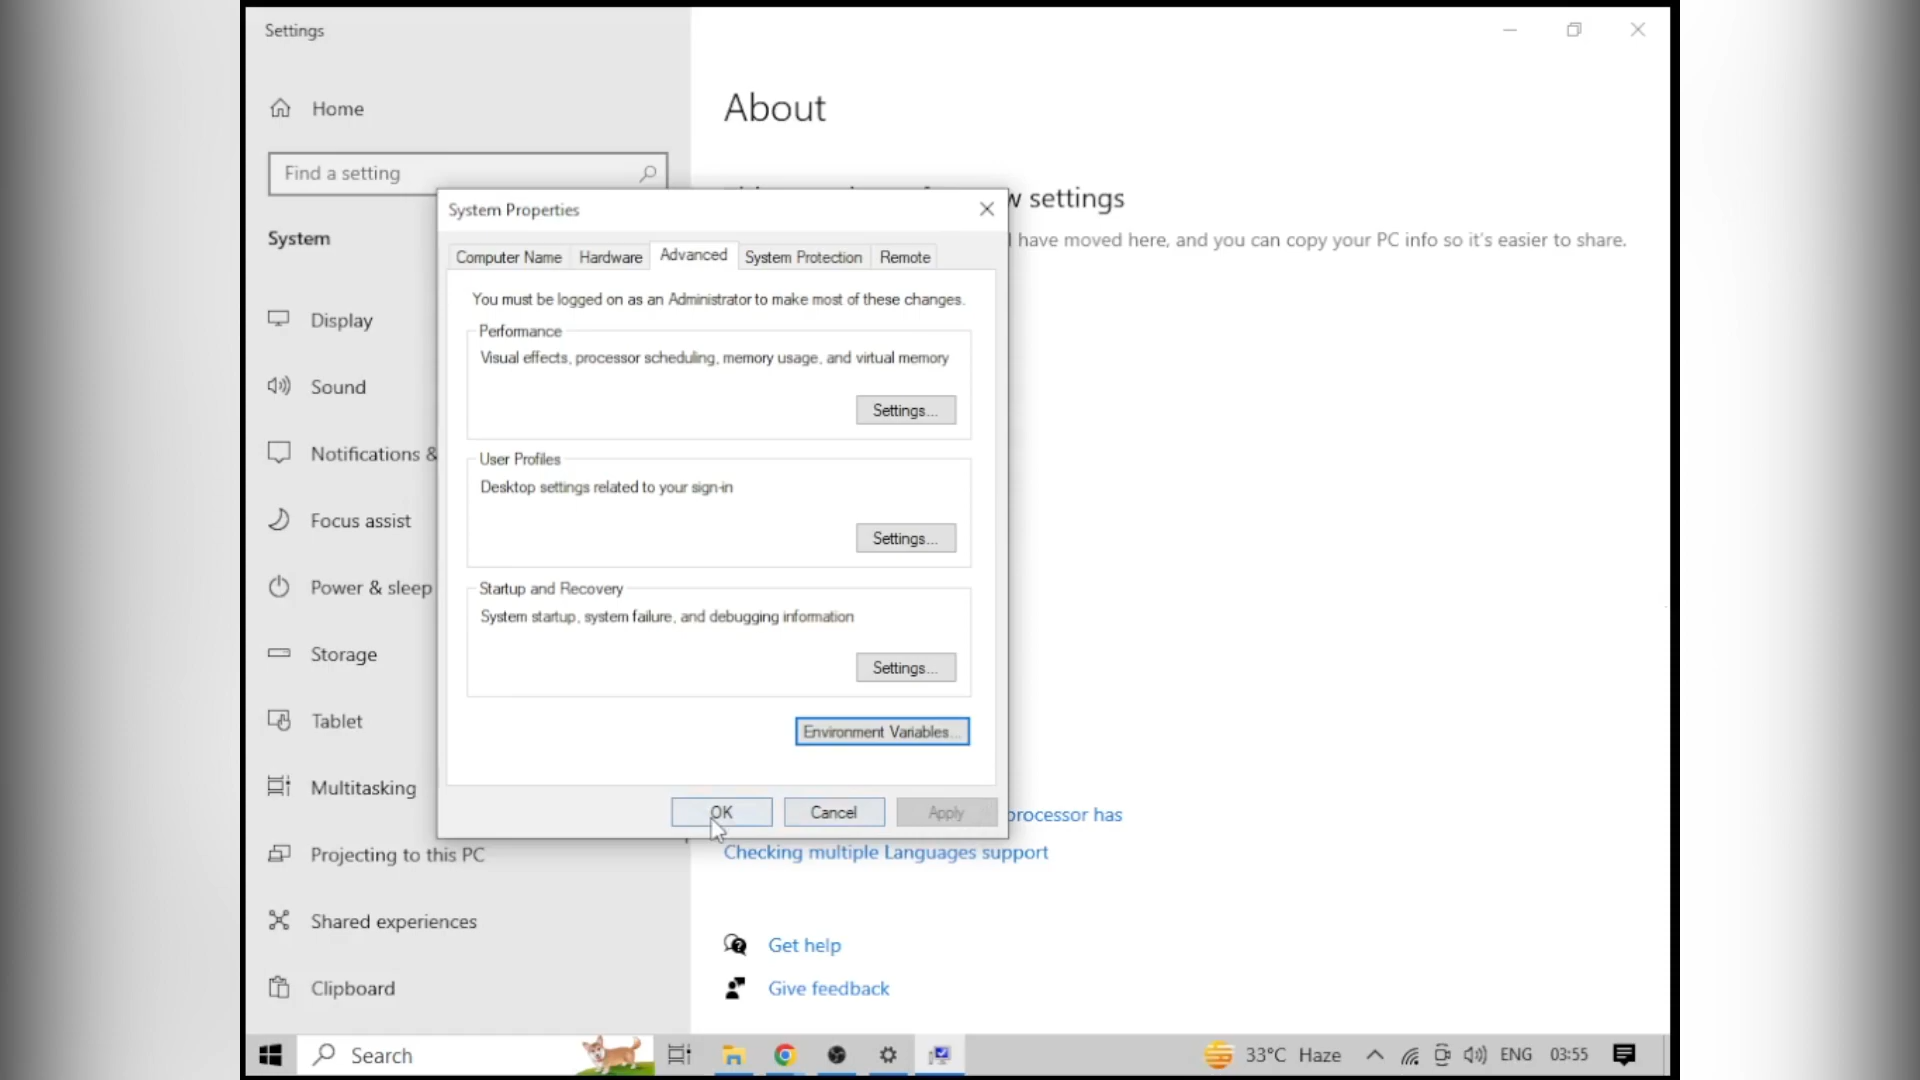 Settings
Home
Find a setting
System
Display
Sound
Notifications &
Focus assist
Power & sleep
Storage
Tablet
Multitasking
Projecting to this PC
Shared experiences
Clipboard
About
settings
have moved here, and you can copy your PC info so it's easier to share.
System Properties
Computer Name Hardware Advanced System Protection Remote
You must be logged on as an Administrator to make most of these changes.
Performance
Visual effects, processor scheduling, memory usage, and virtual memory
Settings...
User Profiles
Desktop settings related to your sign-in
Settings...
Startup and Recovery
System startup, system failure, and debugging information
Settings...
Environment Variables...
OK Cancel Apply
processor has
Checking multiple Languages support
Get help
Give feedback
Search 33°C Haze ENG 03:55